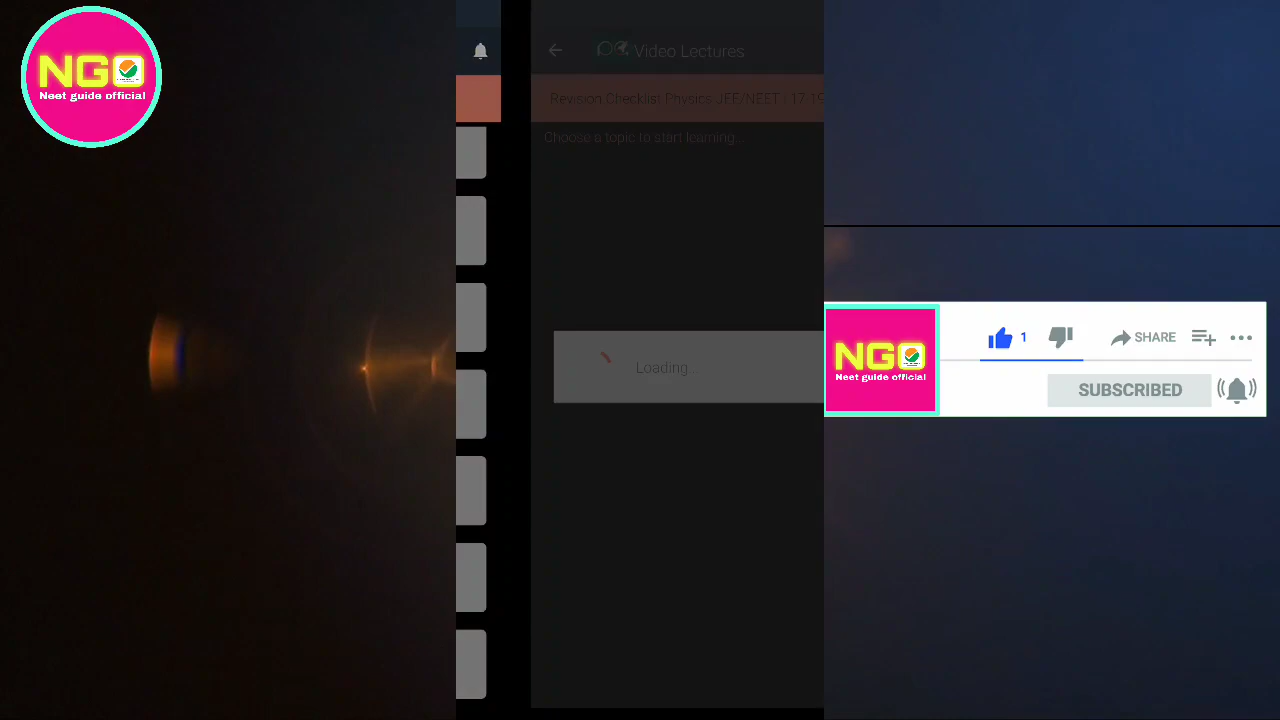 NGO
Neet guide official
Video Lectures
Revision Checklist Physics JEE/NEET : 17-19
Choose a topic to start learning...
Loading...
NGO
Neet guide official
1
SHARE
SUBSCRIBED